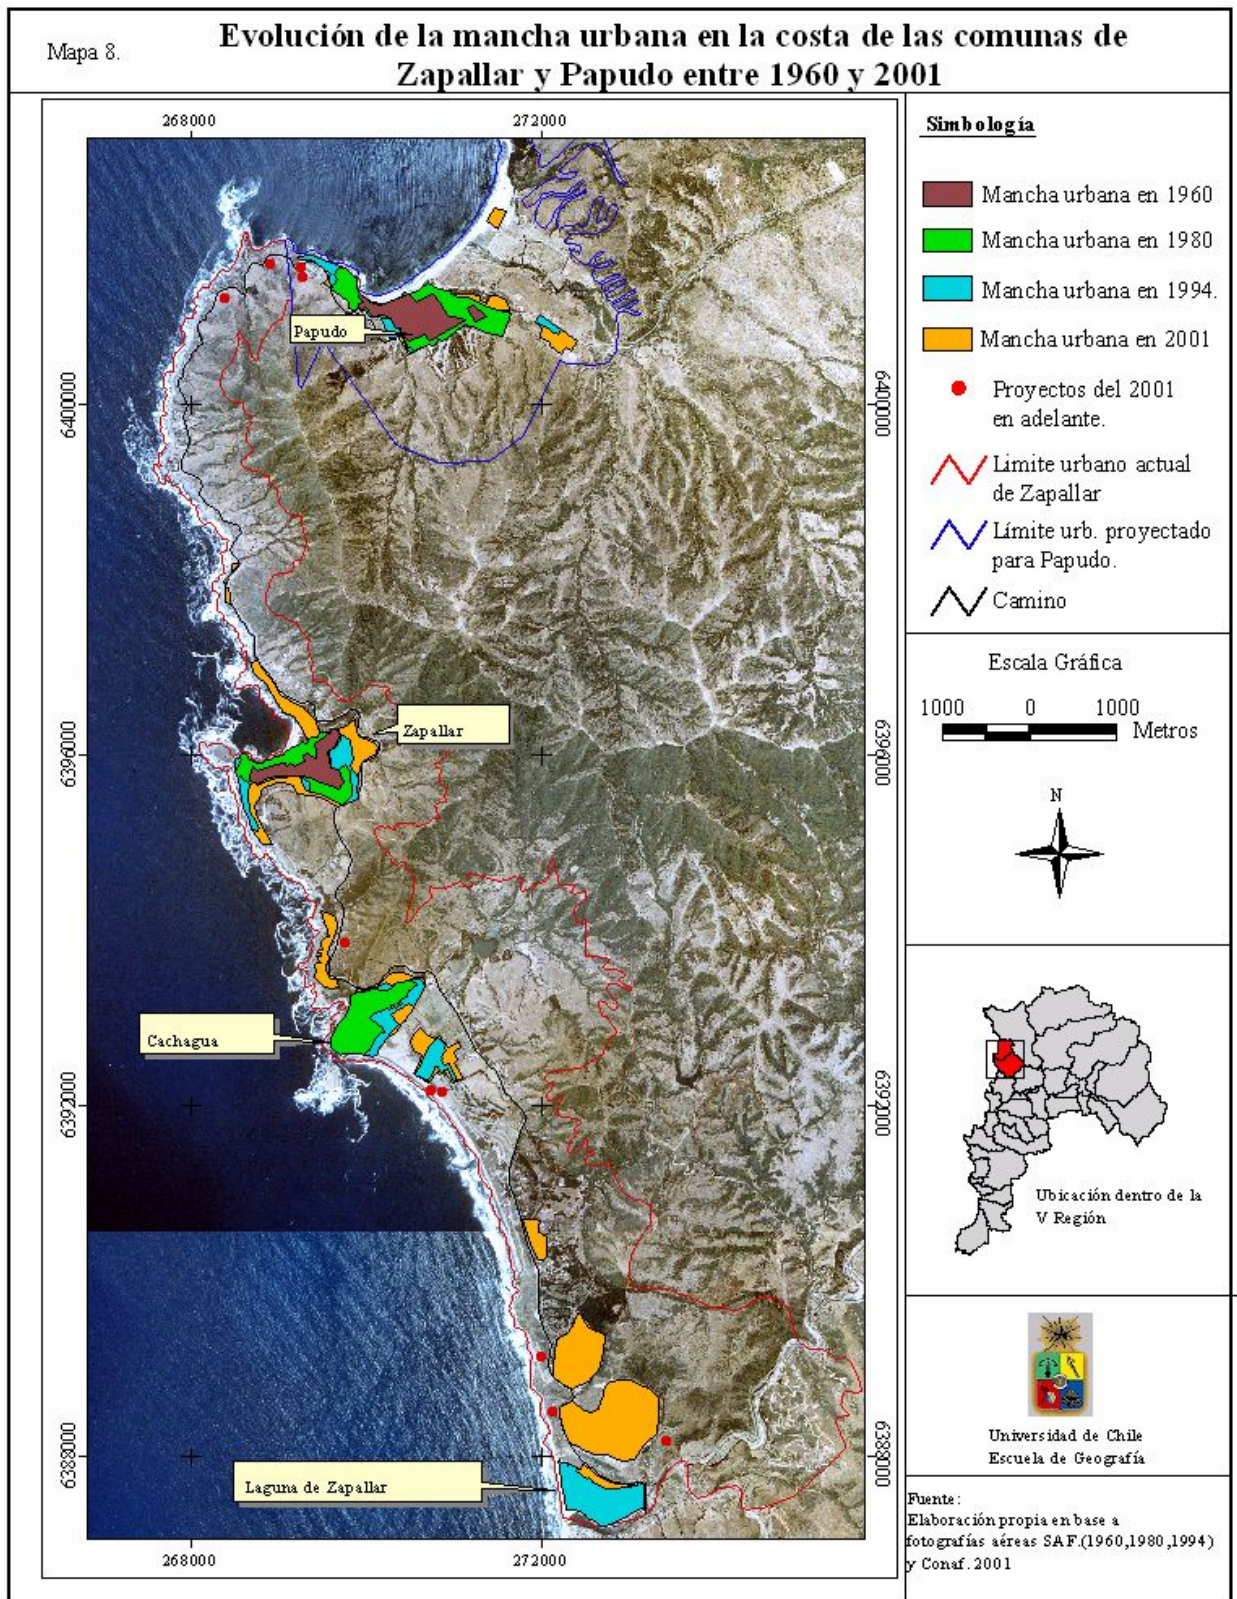 Mapa 8.
Evolución de la mancha urbana en la costa de las comunas de
Zapallar y Papudo entre 1960 y 2001
268000
272000
6400000
6396000
6392000
6388000
6400000
6396000
6392000
6388000
268000
272000
Papudo
Zapallar
Cachagua
Laguna de Zapallar
Simbología
Mancha urbana en 1960
Mancha urbana en 1980
Mancha urbana en 1994.
Mancha urbana en 2001
Proyectos del 2001
en adelante.
Limite urbano actual
de Zapallar
Límite urb. proyectado
para Papudo.
Camino
Escala Gráfica
1000 0 1000
Metros
N
Ubicación dentro de la
V Región
Universidad de Chile
Escuela de Geografía
Fuente:
Elaboración propia en base a
fotografías aéreas SAF.(1960,1980,1994)
y Conaf. 2001